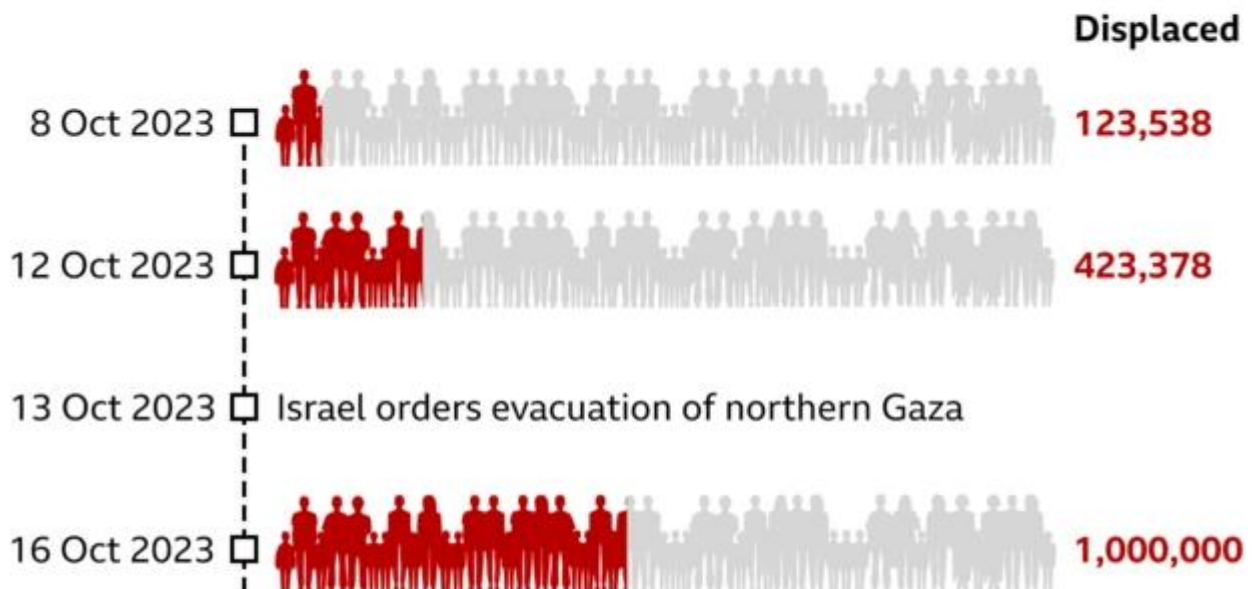 Displaced
8 Oct 2023 123,538
12 Oct 2023 423,378
13 Oct 2023 Israel orders evacuation of northern Gaza
16 Oct 2023 1,000,000